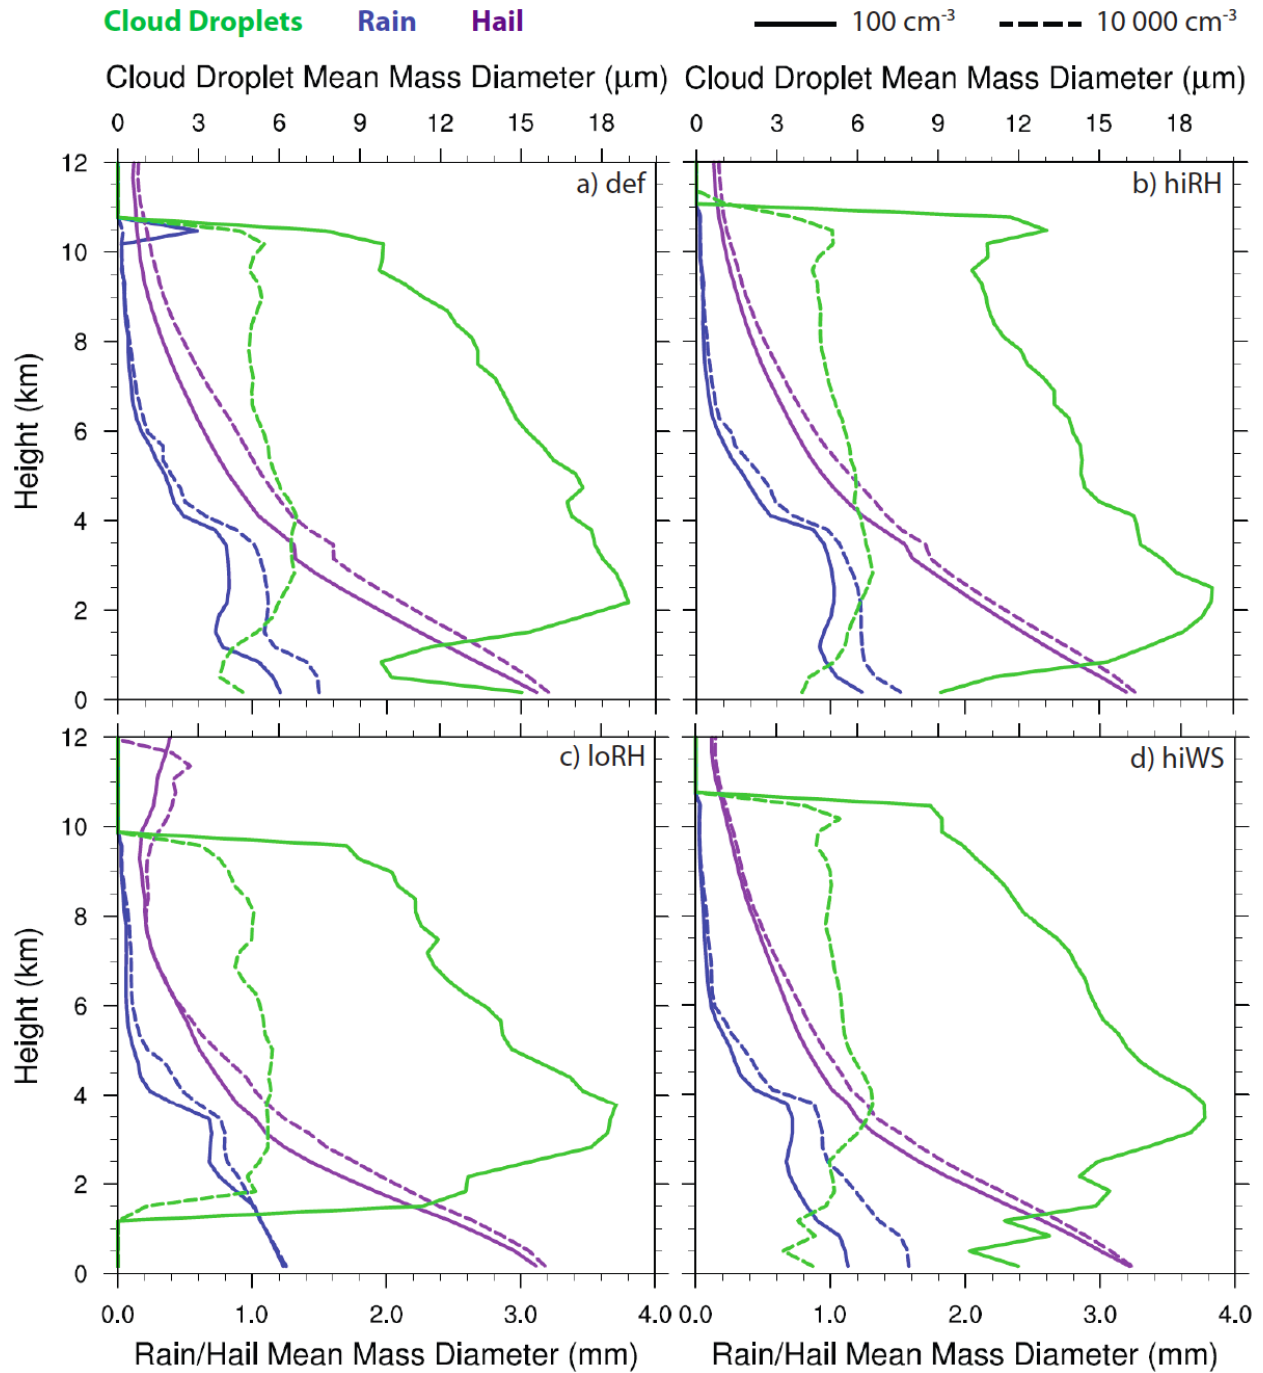 Cloud Droplets Rain Hail 100 cm-3 10 000 cm-3
Cloud Droplet Mean Mass Diameter (μm) Cloud Droplet Mean Mass Diameter (μm)
0 3 6 9 12 15 18 0 3 6 9 12 15 18
12
a) def b) hiRH
10
8
6
4
2
0
Height (km)
12
c) loRH d) hiWS
10
8
6
4
2
0
Height (km)
0.0 1.0 2.0 3.0 4.0 0.0 1.0 2.0 3.0 4.0
Rain/Hail Mean Mass Diameter (mm) Rain/Hail Mean Mass Diameter (mm)